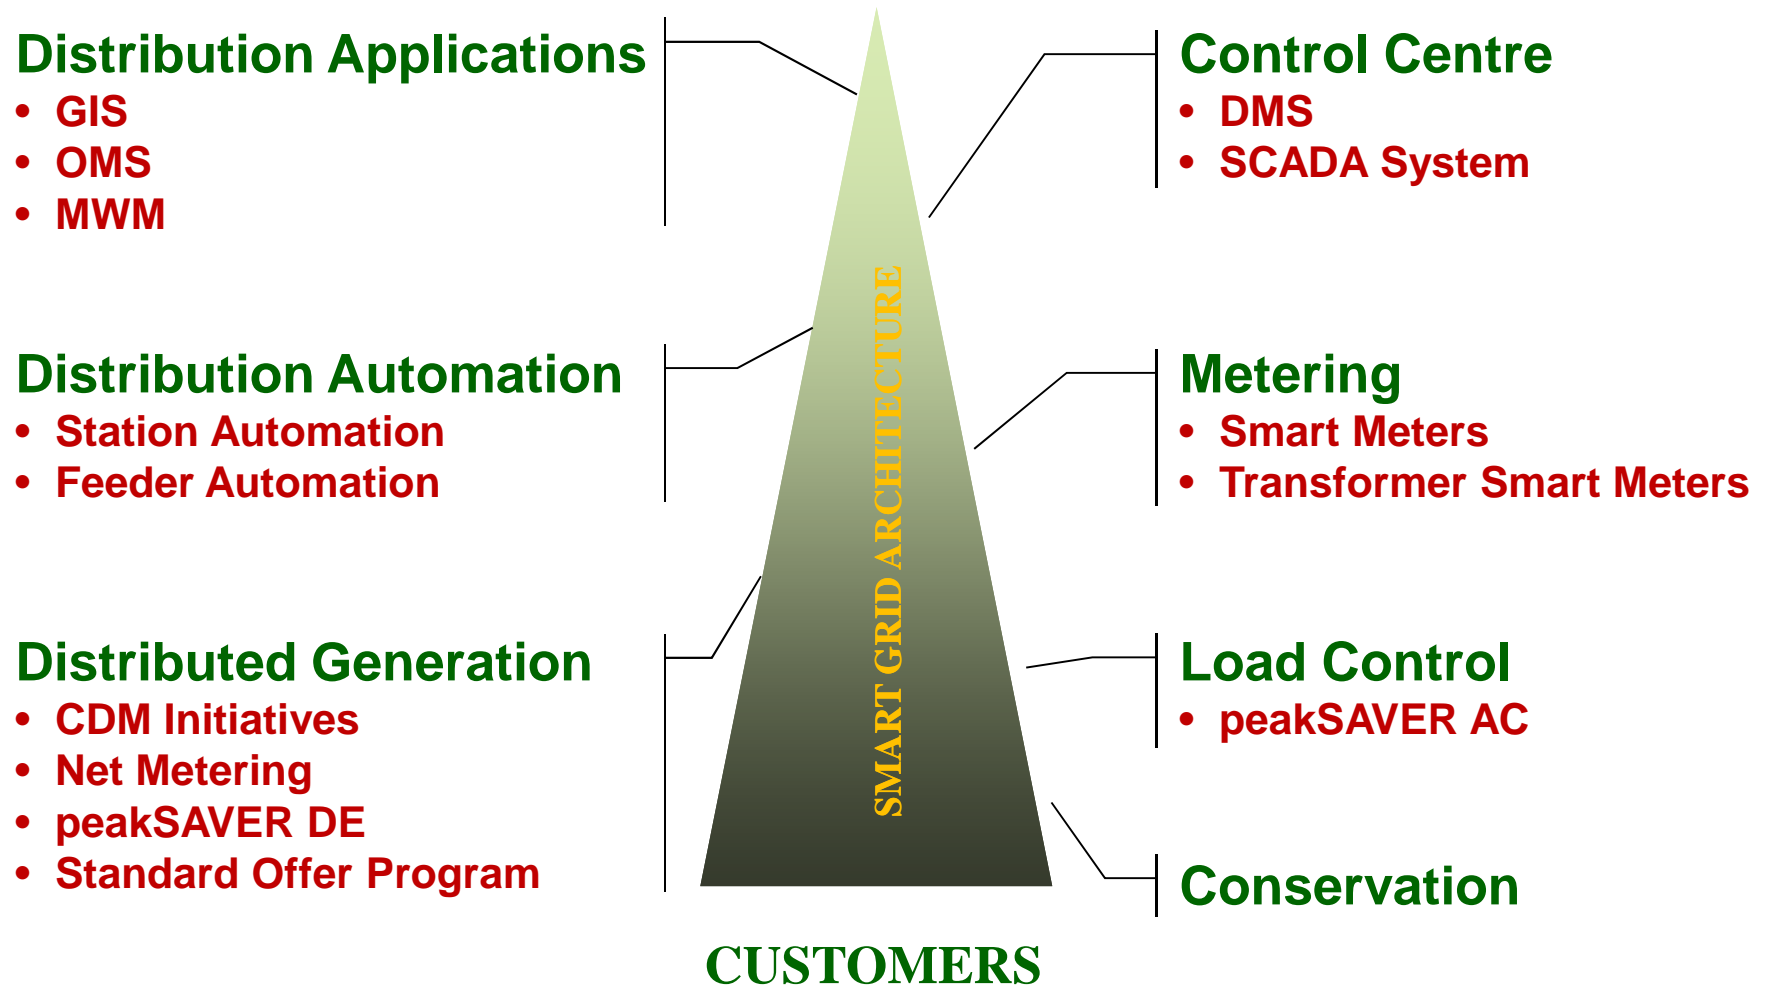 Distribution Applications
• GIS
• OMS
• MWM
Distribution Automation
• Station Automation
• Feeder Automation
Distributed Generation
• CDM Initiatives
• Net Metering
• peakSAVER DE
• Standard Offer Program
SMART GRID ARCHITECTURE
Control Centre
• DMS
• SCADA System
Metering
• Smart Meters
• Transformer Smart Meters
Load Control
• peakSAVER AC
Conservation
CUSTOMERS